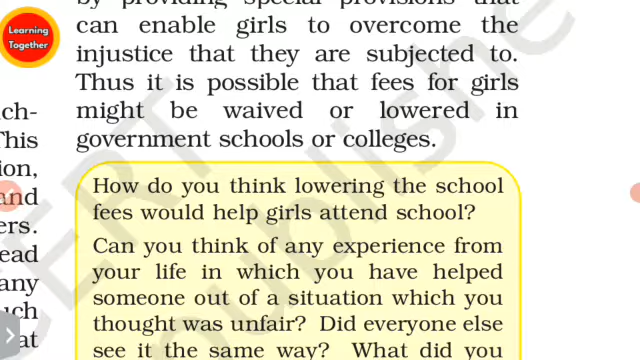 Learning
Together
by providing special provisions that
can enable girls to overcome the
injustice that they are subjected to.
Thus it is possible that fees for girls
might be waived or lowered in
government schools or colleges.
ch-
This
ion,
and
ers.
ead
any
uch
at
How do you think lowering the school
fees would help girls attend school?
Can you think of any experience from
your life in which you have helped
someone out of a situation which you
thought was unfair? Did everyone else
see it the same way? What did you